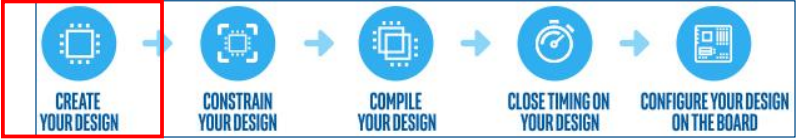 CREATE
YOUR DESIGN
CONSTRAIN
YOUR DESIGN
COMPILE
YOUR DESIGN
CLOSE TIMING ON
YOUR DESIGN
CONFIGURE YOUR DESIGN
ON THE BOARD